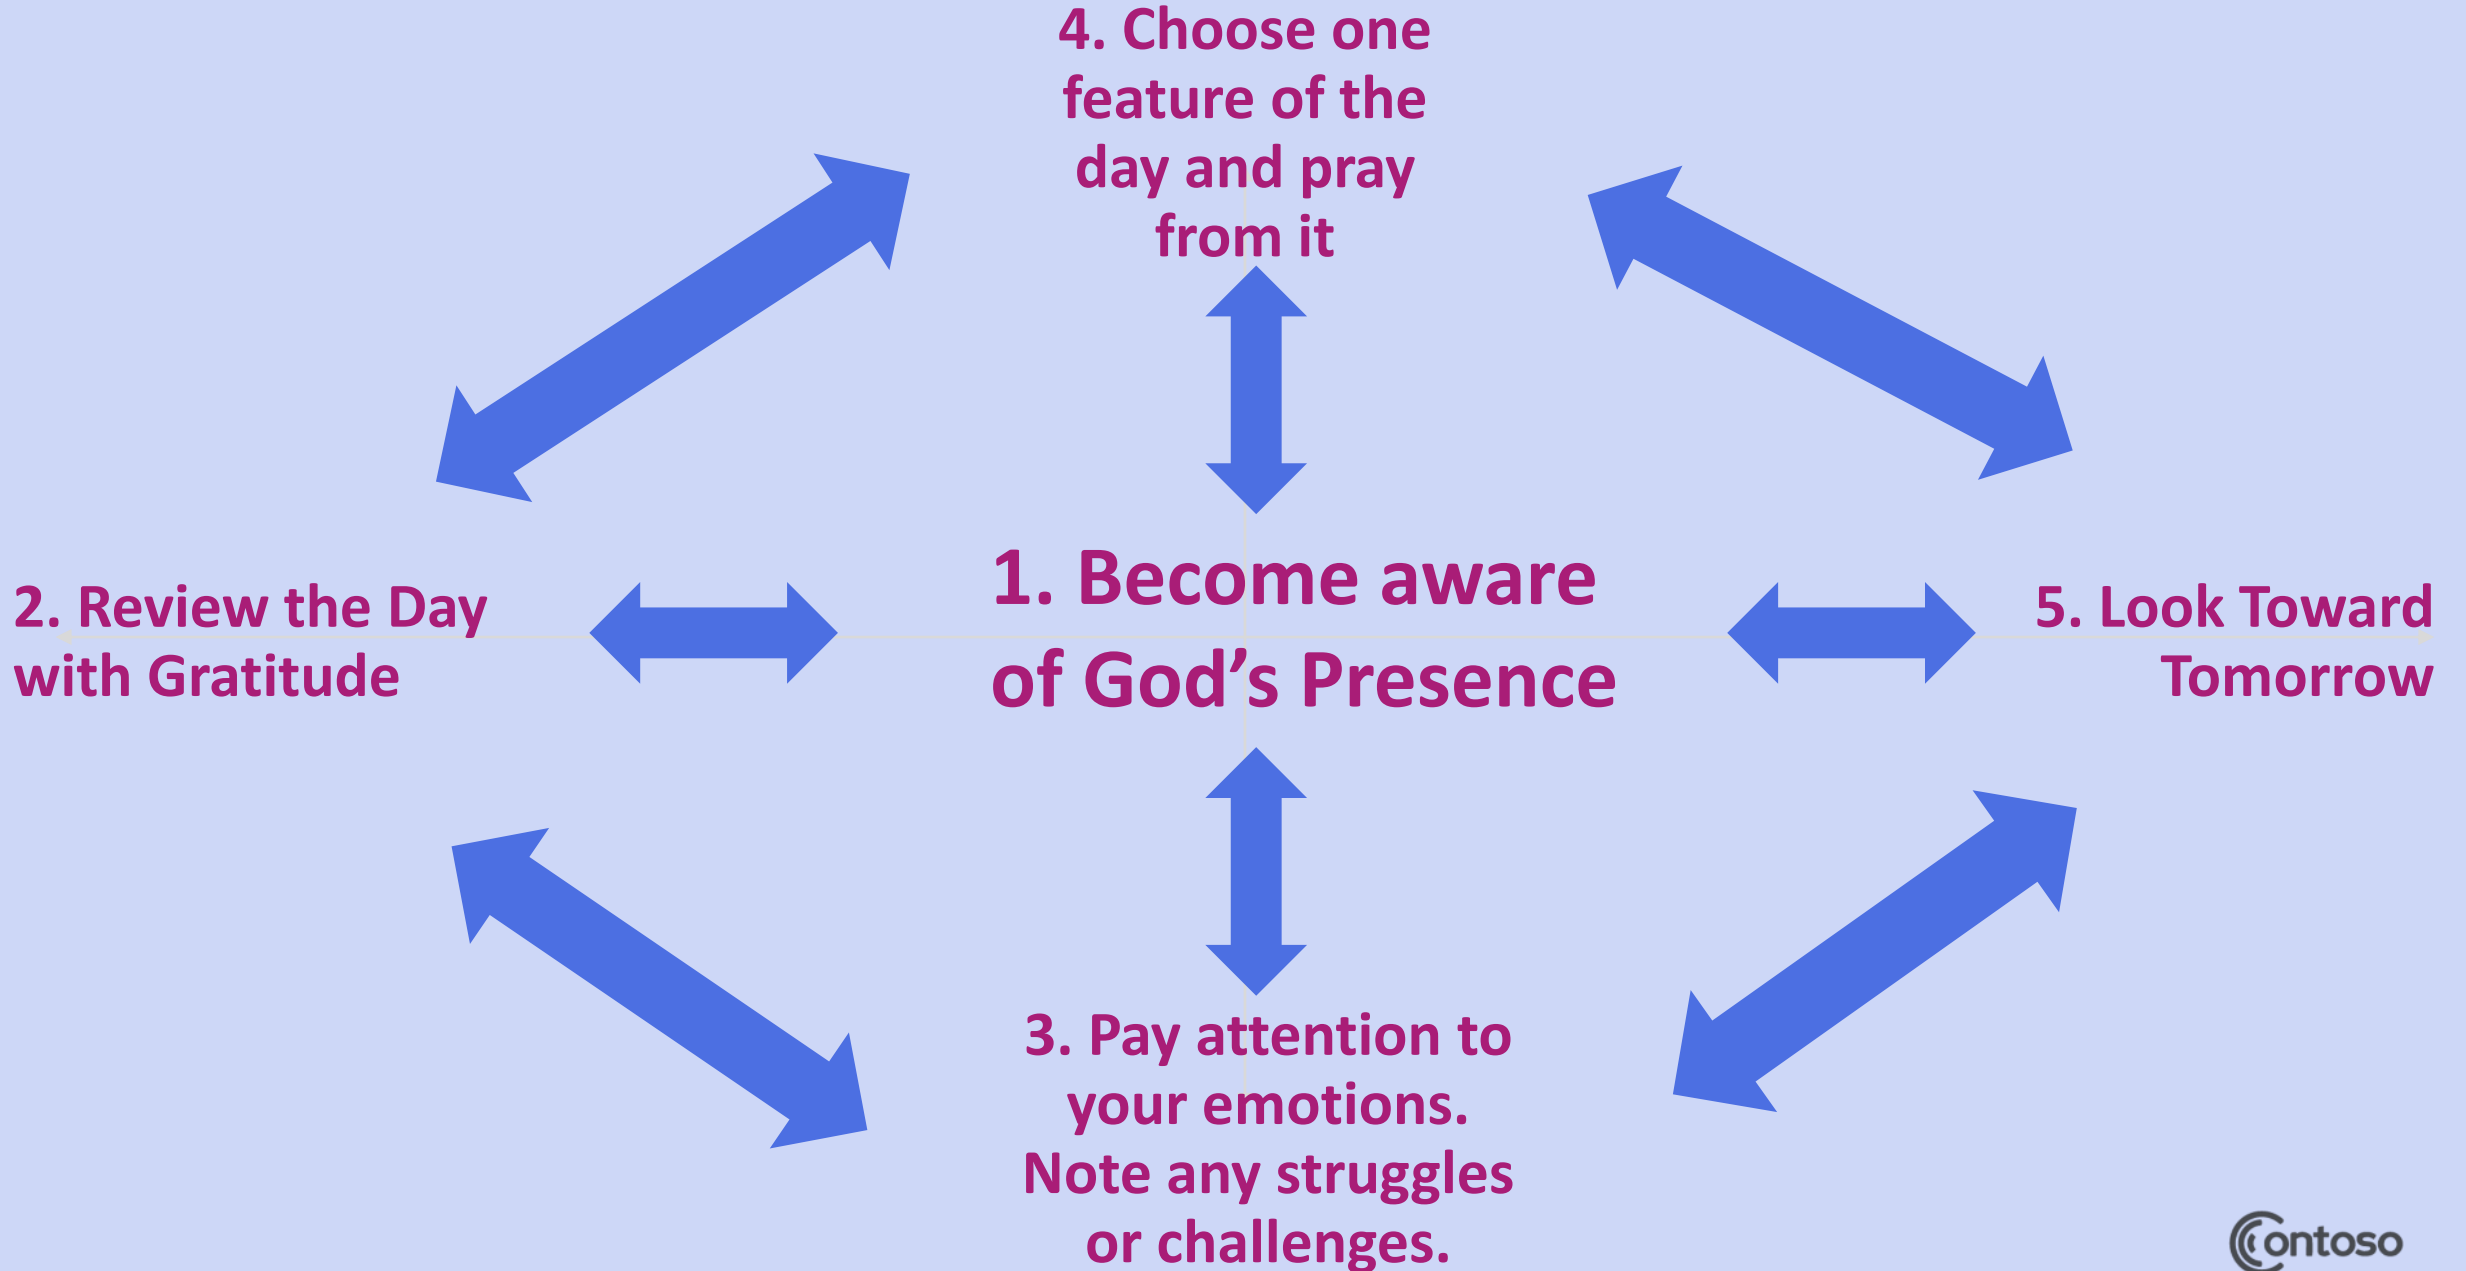 4. Choose one
feature of the
day and pray
from it
1. Become aware
of God’s Presence
2. Review the Day
with Gratitude
5. Look Toward
Tomorrow
3. Pay attention to
your emotions.
Note any struggles
or challenges.
Contoso